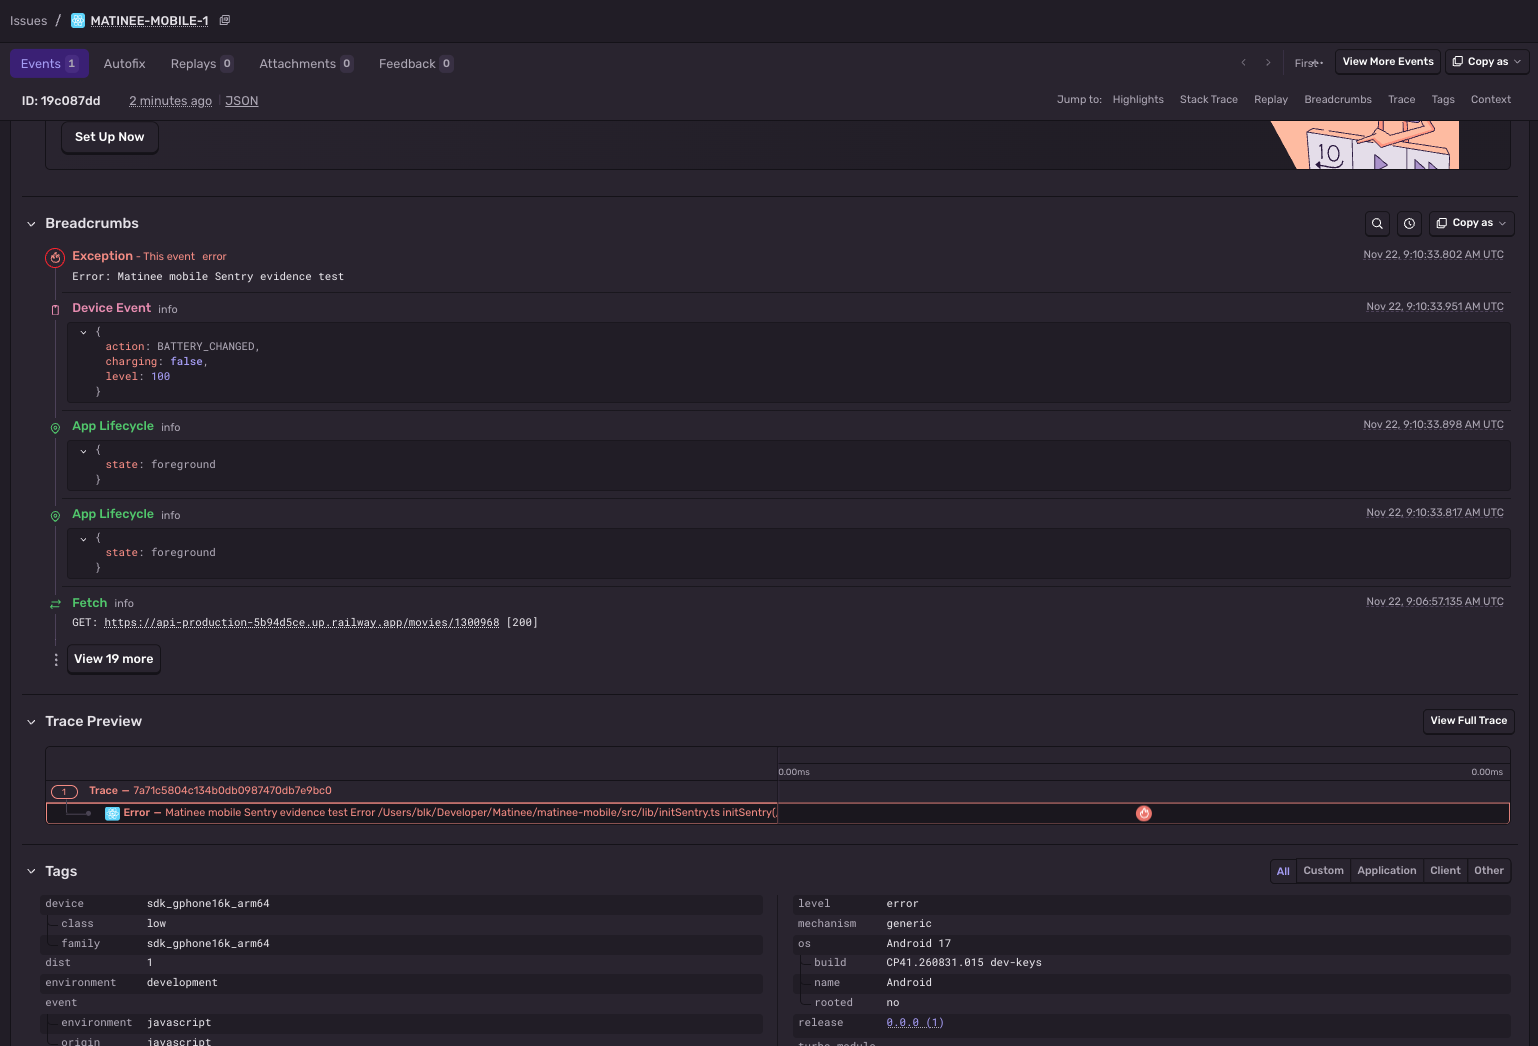 Issues / MATINEE-MOBILE-1
Events 1 Autofix Replays 0 Attachments 0 Feedback 0
First View More Events Copy as
ID: 19c087dd 2 minutes ago JSON
Jump to: Highlights Stack Trace Replay Breadcrumbs Trace Tags Context
Set Up Now
10
Breadcrumbs Copy as
Exception - This event error Nov 22, 9:10:33.802 AM UTC
Error: Matinee mobile Sentry evidence test
Device Event info Nov 22, 9:10:33.951 AM UTC
{
action: BATTERY_CHANGED,
charging: false,
level: 100
}
App Lifecycle info Nov 22, 9:10:33.898 AM UTC
{
state: foreground
}
App Lifecycle info Nov 22, 9:10:33.817 AM UTC
{
state: foreground
}
Fetch info Nov 22, 9:06:57.135 AM UTC
GET: https://api-production-5b94d5ce.up.railway.app/movies/1300968 [200]
View 19 more
Trace Preview View Full Trace
0.00ms 0.00ms
1 Trace — 7a71c5804c134b0db0987470db7e9bc0
Error — Matinee mobile Sentry evidence test Error /Users/blk/Developer/Matinee/matinee-mobile/src/lib/initSentry.ts initSentry(
Tags All Custom Application Client Other
device sdk_gphone16k_arm64
class low
family sdk_gphone16k_arm64
dist 1
environment development
event
environment javascript
origin javascript
level error
mechanism generic
os Android 17
build CP41.260831.015 dev-keys
name Android
rooted no
release 0.0.0 (1)